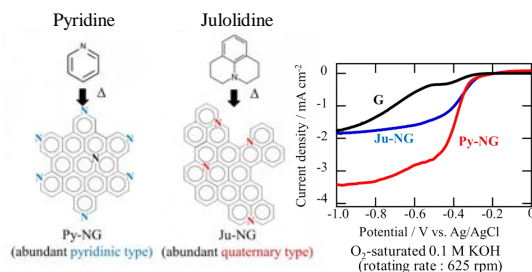 Pyridine
Julolidine
N
N
Δ
Δ
N
N
N
N
N
N
N
N
N
N
N
Py-NG
(abundant pyridinic type)
Ju-NG
(abundant quaternary type)
Current density / mA cm-2
0
-1
-2
-3
-4
G
Ju-NG
Py-NG
-1.0
-0.8
-0.6
-0.4
-0.2
0
Potential / V vs. Ag/AgCl
O2-saturated 0.1 M KOH
(rotating rate : 625 rpm)